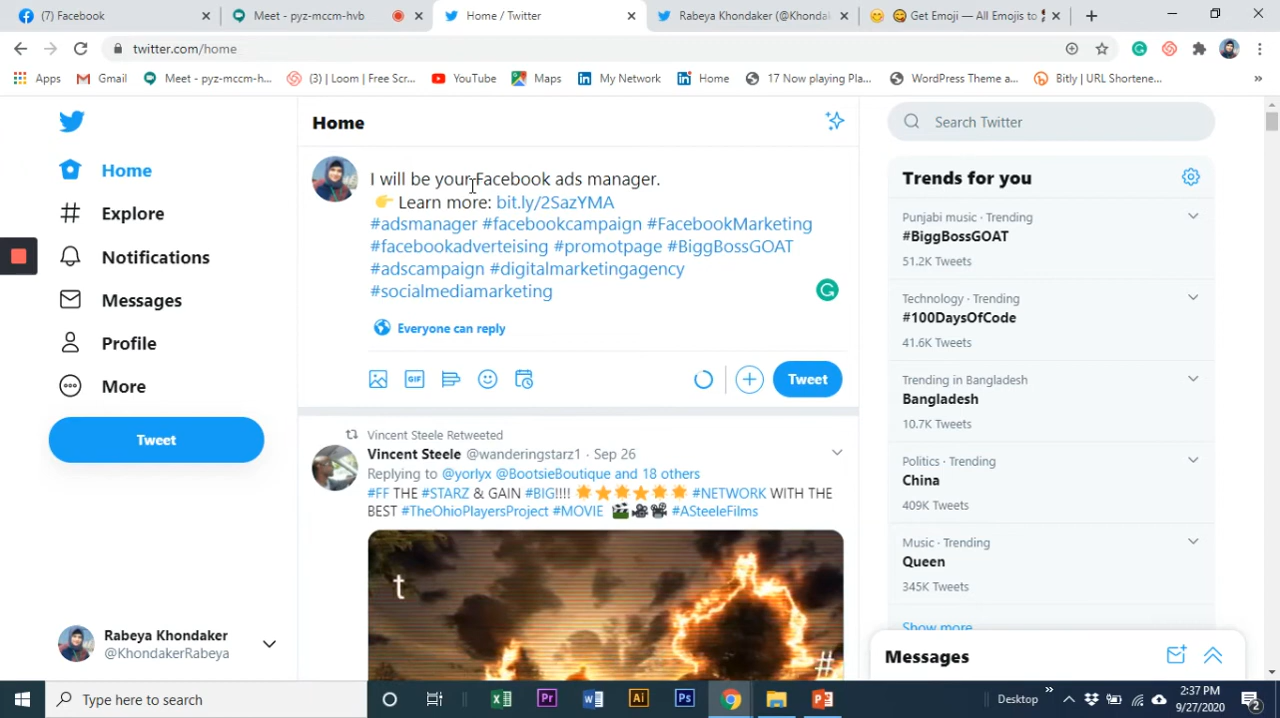 (7) Facebook
Meet - pyz-mccm-hvb
Home / Twitter
Rabeya Khondaker (@Khondak
Get Emoji — All Emojis to
twitter.com/home
Apps
Gmail
Meet - pyz-mccm-h...
(3) | Loom | Free Scr...
YouTube
Maps
My Network
Home
17 Now playing Pla...
WordPress Theme a...
Bitly | URL Shortene...
»
Home
Explore
Notifications
Messages
Profile
More
Tweet
Rabeya Khondaker
@KhondakerRabeya
Home
I will be your Facebook ads manager.
👉 Learn more: bit.ly/2SazYMA
#adsmanager #facebookcampaign #FacebookMarketing
#facebookadverteising #promotpage #BiggBossGOAT
#adscampaign #digitalmarketingagency
#socialmediamarketing
Everyone can reply
GIF
Tweet
Vincent Steele Retweeted
Vincent Steele @wanderingstarz1 · Sep 26
Replying to @yorlyx @BootsieBoutique and 18 others
#FF THE #STARZ & GAIN #BIG!!!! 🌟⭐🌟⭐🌟🌟 #NETWORK WITH THE
BEST #TheOhioPlayersProject #MOVIE 🎬🎥📽 #ASteeleFilms
t
#
Search Twitter
Trends for you
Punjabi music · Trending
#BiggBossGOAT
51.2K Tweets
Technology · Trending
#100DaysOfCode
41.6K Tweets
Trending in Bangladesh
Bangladesh
10.7K Tweets
Politics · Trending
China
409K Tweets
Music · Trending
Queen
345K Tweets
Show more
Messages
Type here to search
Pr
Ai
Ps
Desktop
»
2:37 PM
9/27/2020
2